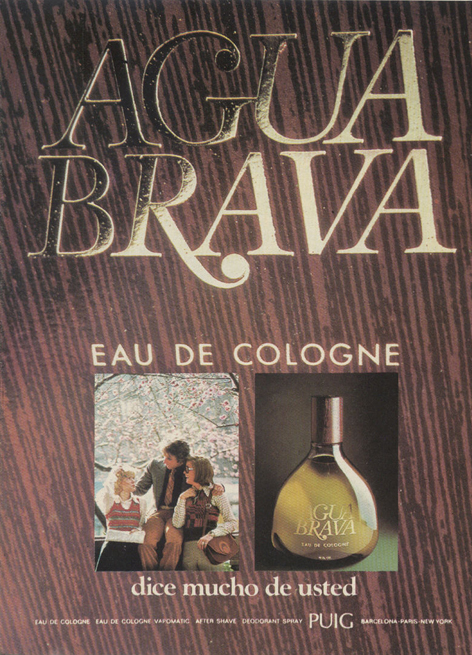 AGUA
BRAVA
EAU DE COLOGNE
AGUA
BRAVA
EAU DE COLOGNE
dice mucho de usted
EAU DE COLOGNE EAU DE COLOGNE VAPOMATIC AFTER SHAVE DEODORANT SPRAY PUIG BARCELONA-PARIS-NEW YORK